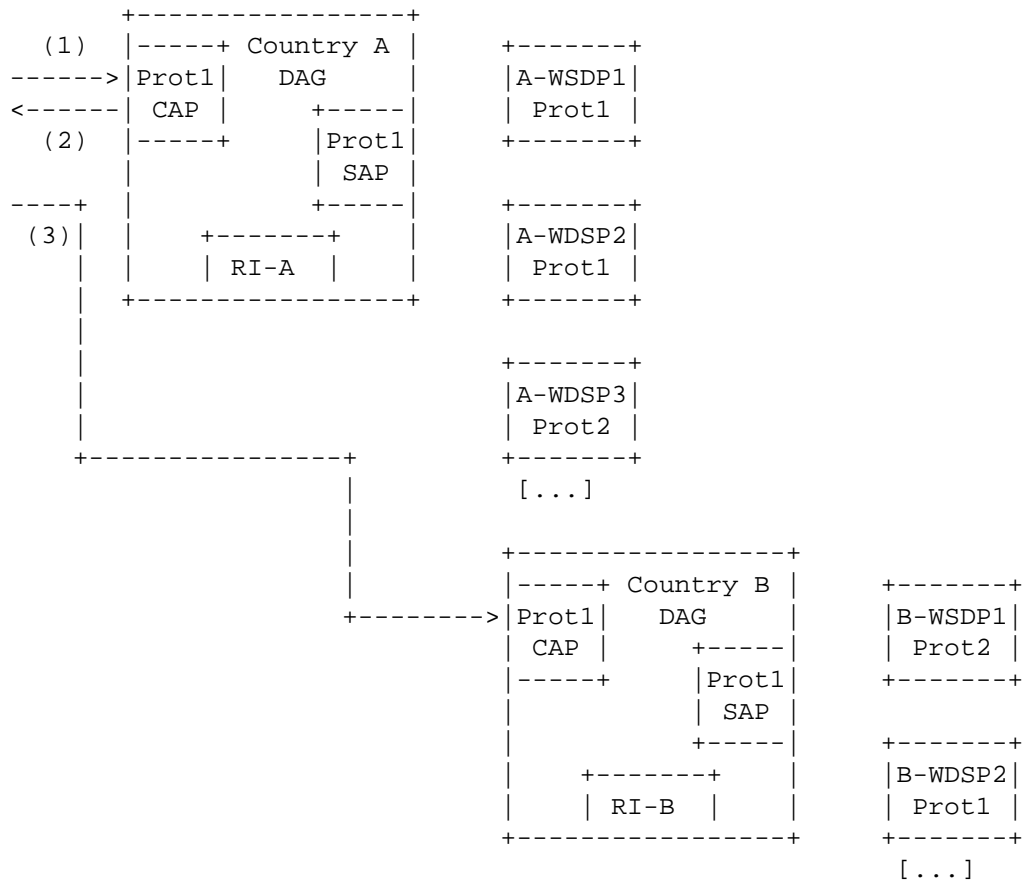 (1) Country A
Prot1 DAG A-WSDP1
CAP Prot1
(2) Prot1
SAP
(3) A-WDSP2
RI-A Prot1
A-WDSP3
Prot2
[...]
Country B
Prot1 DAG B-WSDP1
CAP Prot2
Prot1
SAP
B-WDSP2
RI-B Prot1
[...]